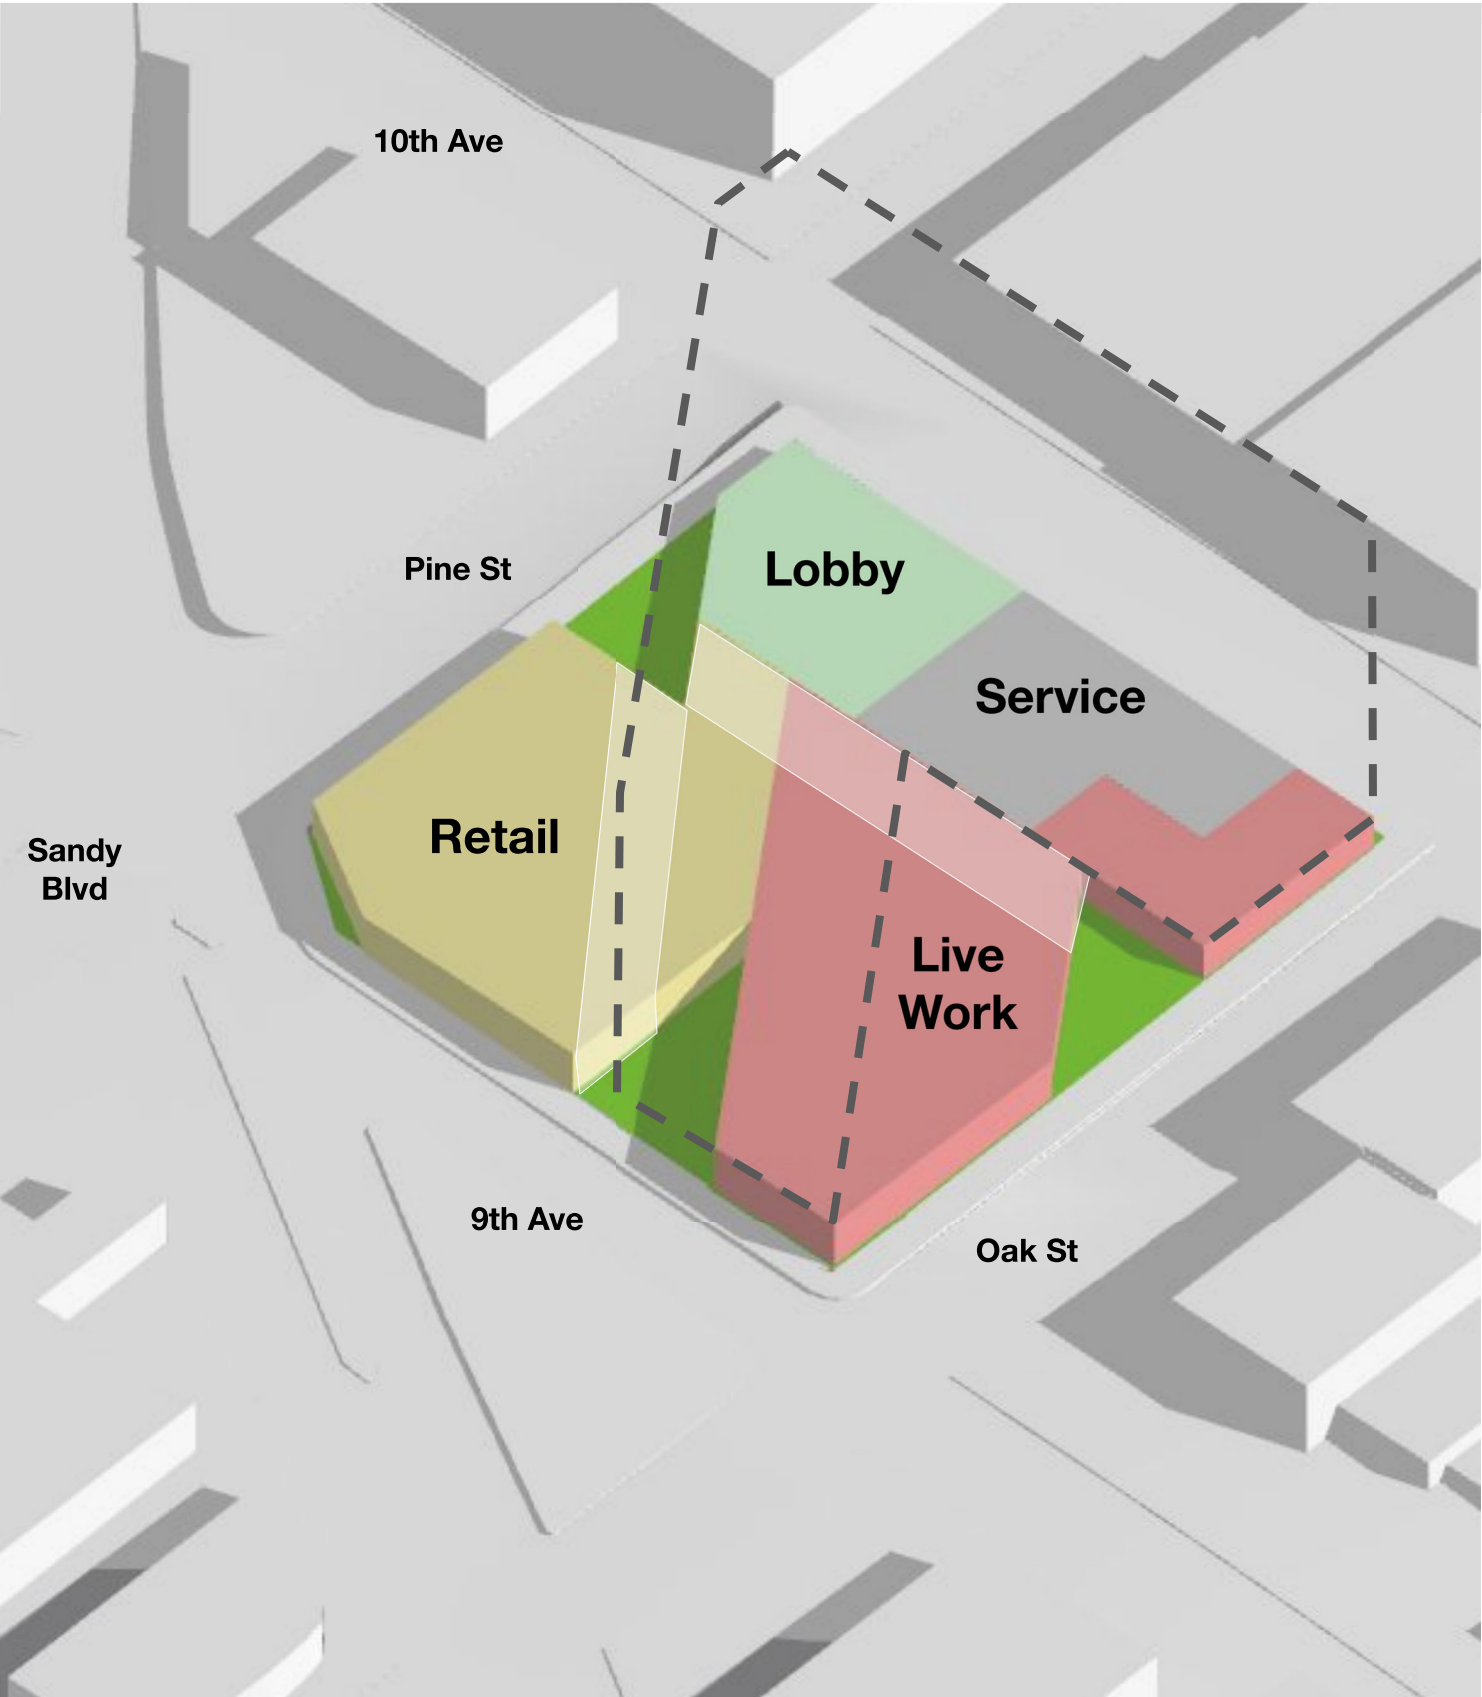 10th Ave
Pine St
Lobby
Service
Retail
Sandy
Blvd
Live
Work
9th Ave
Oak St